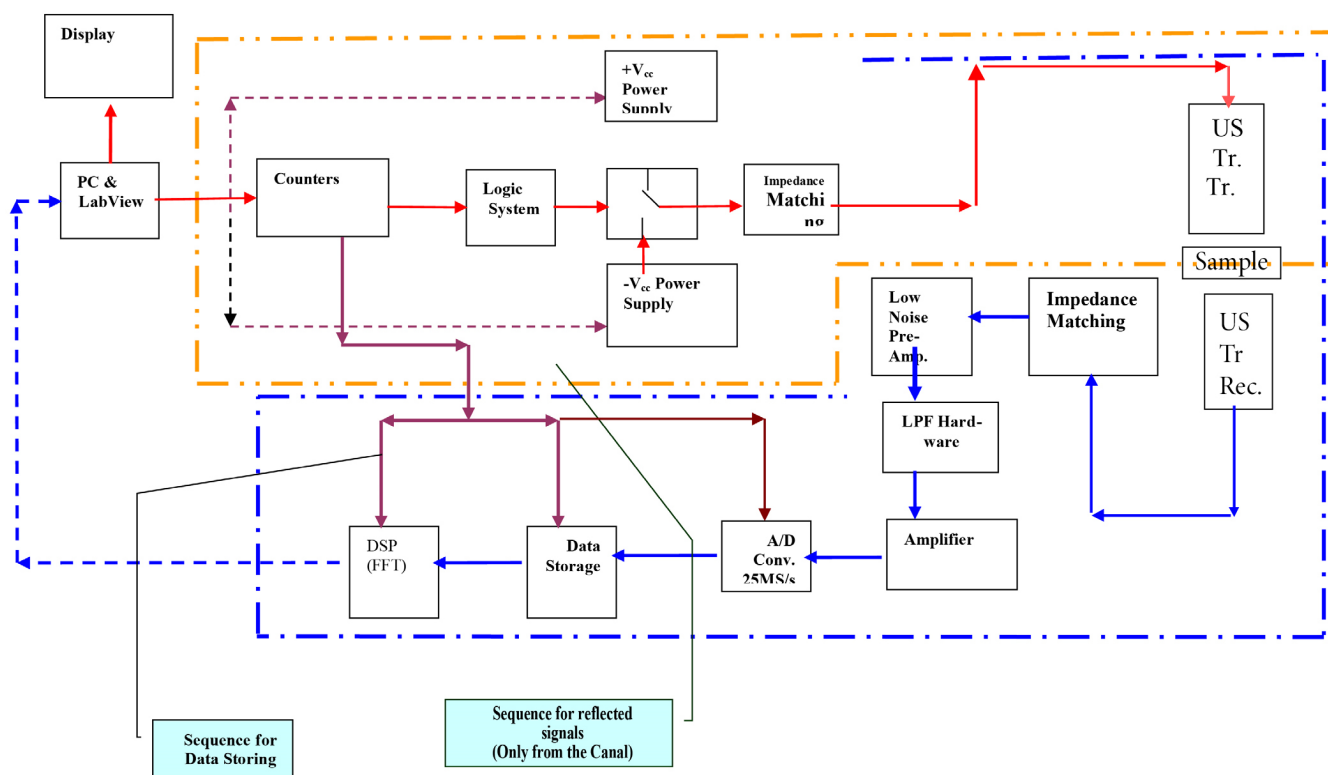 Display
+Vcc
Power
Supply
US
Tr.
Tr.
PC &
LabView
Counters
Logic
System
Impedance
Matchi
ng
-Vcc Power
Supply
Sample
Low
Noise
Pre-
Amp.
Impedance
Matching
US
Tr
Rec.
LPF Hard-
ware
DSP
(FFT)
Data
Storage
A/D
Conv.
25MS/s
Amplifier
Sequence for
Data Storing
Sequence for reflected
signals
(Only from the Canal)